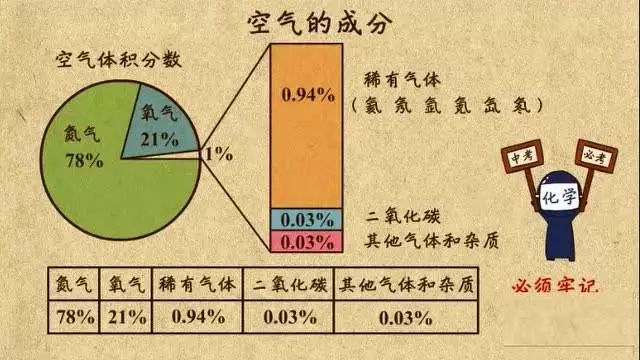 空气的成分
空气体积分数
氮气
78%
氧气
21%
1%
0.94%
0.03%
0.03%
稀有气体
(氦 氖 氩 氪 氙 氡)
二氧化碳
其他气体和杂质
中考
必考
化学
必须牢记
氮气 氧气 稀有气体 二氧化碳 其他气体和杂质
78% 21% 0.94% 0.03% 0.03%